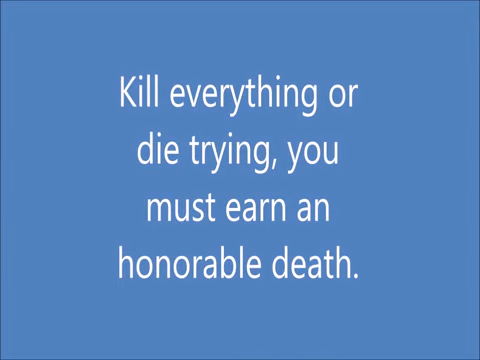 Kill everything or
die trying, you
must earn an
honorable death.